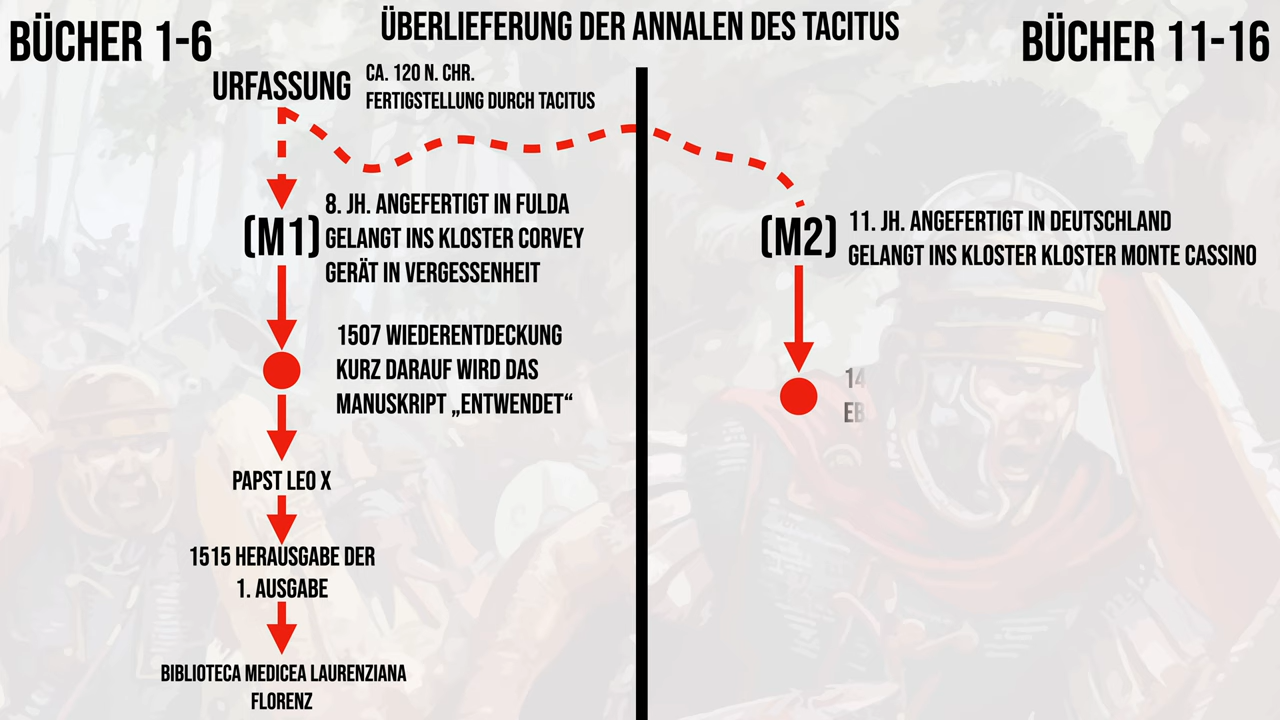 ÜBERLIEFERUNG DER ANNALEN DES TACITUS
BÜCHER 1-6
URFASSUNG
CA. 120 N. CHR.
FERTIGSTELLUNG DURCH TACITUS
(M1)
8. JH. ANGEFERTIGT IN FULDA
GELANGT INS KLOSTER CORVEY
GERÄT IN VERGESSENHEIT
1507 WIEDERENTDECKUNG
KURZ DARAUF WIRD DAS
MANUSKRIPT „ENTWENDET“
PAPST LEO X
1515 HERAUSGABE DER
1. AUSGABE
BIBLIOTECA MEDICEA LAURENZIANA
FLORENZ
BÜCHER 11-16
(M2)
11. JH. ANGEFERTIGT IN DEUTSCHLAND
GELANGT INS KLOSTER KLOSTER MONTE CASSINO